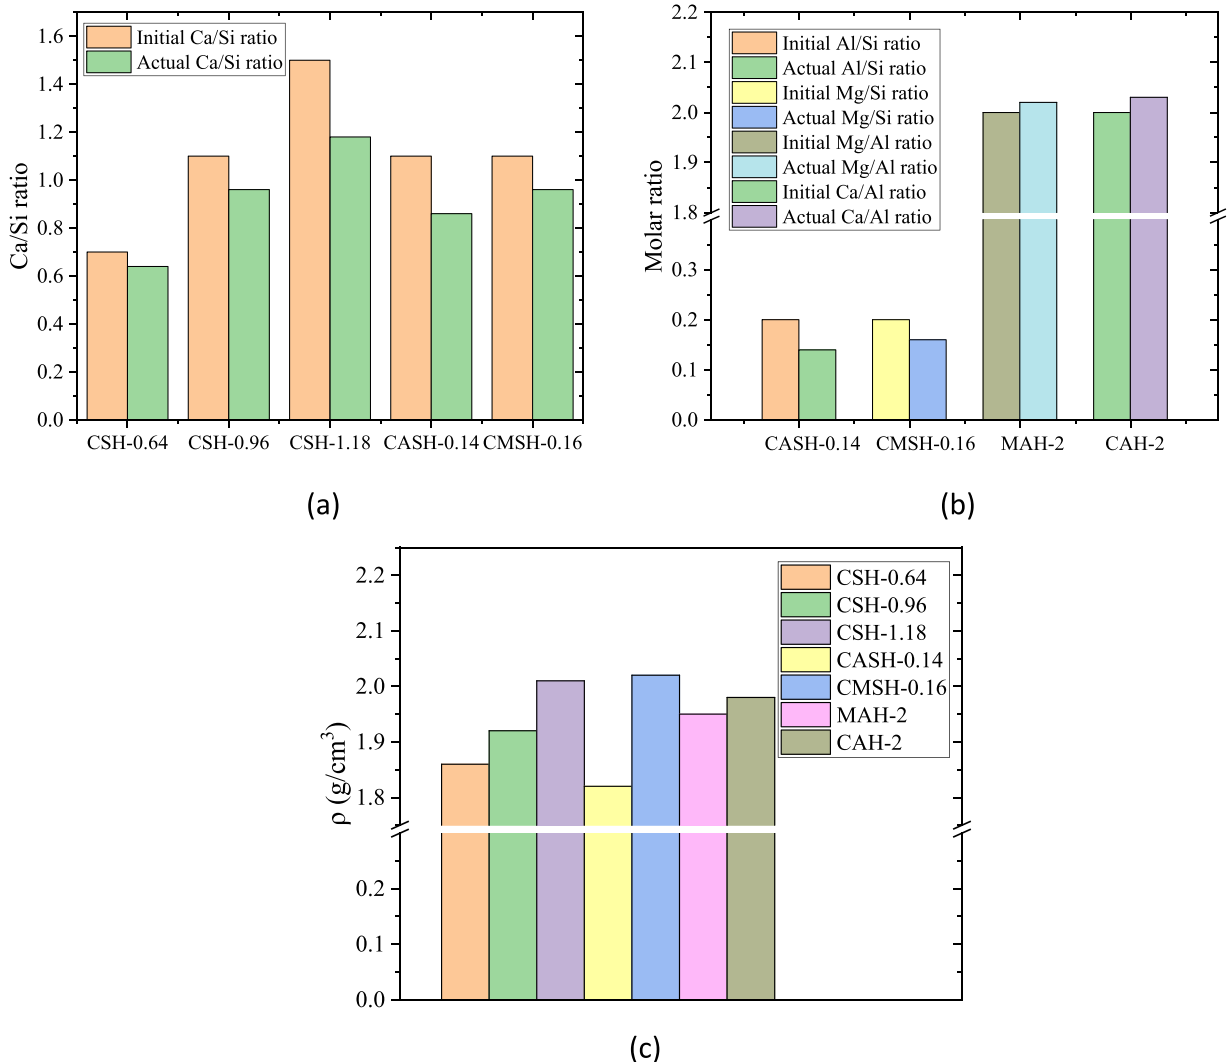 Initial Ca/Si ratio
Actual Ca/Si ratio
Ca/Si ratio
1.6
1.4
1.2
1.0
0.8
0.6
0.4
0.2
0.0
CSH-0.64
CSH-0.96
CSH-1.18
CASH-0.14
CMSH-0.16
(a)
Initial Al/Si ratio
Actual Al/Si ratio
Initial Mg/Si ratio
Actual Mg/Si ratio
Initial Mg/Al ratio
Actual Mg/Al ratio
Initial Ca/Al ratio
Actual Ca/Al ratio
Molar ratio
2.2
2.1
2.0
1.9
1.8
0.3
0.2
0.1
0.0
CASH-0.14
CMSH-0.16
MAH-2
CAH-2
(b)
CSH-0.64
CSH-0.96
CSH-1.18
CASH-0.14
CMSH-0.16
MAH-2
CAH-2
ρ (g/cm³)
2.2
2.1
2.0
1.9
1.8
0.2
0.1
0.0
(c)